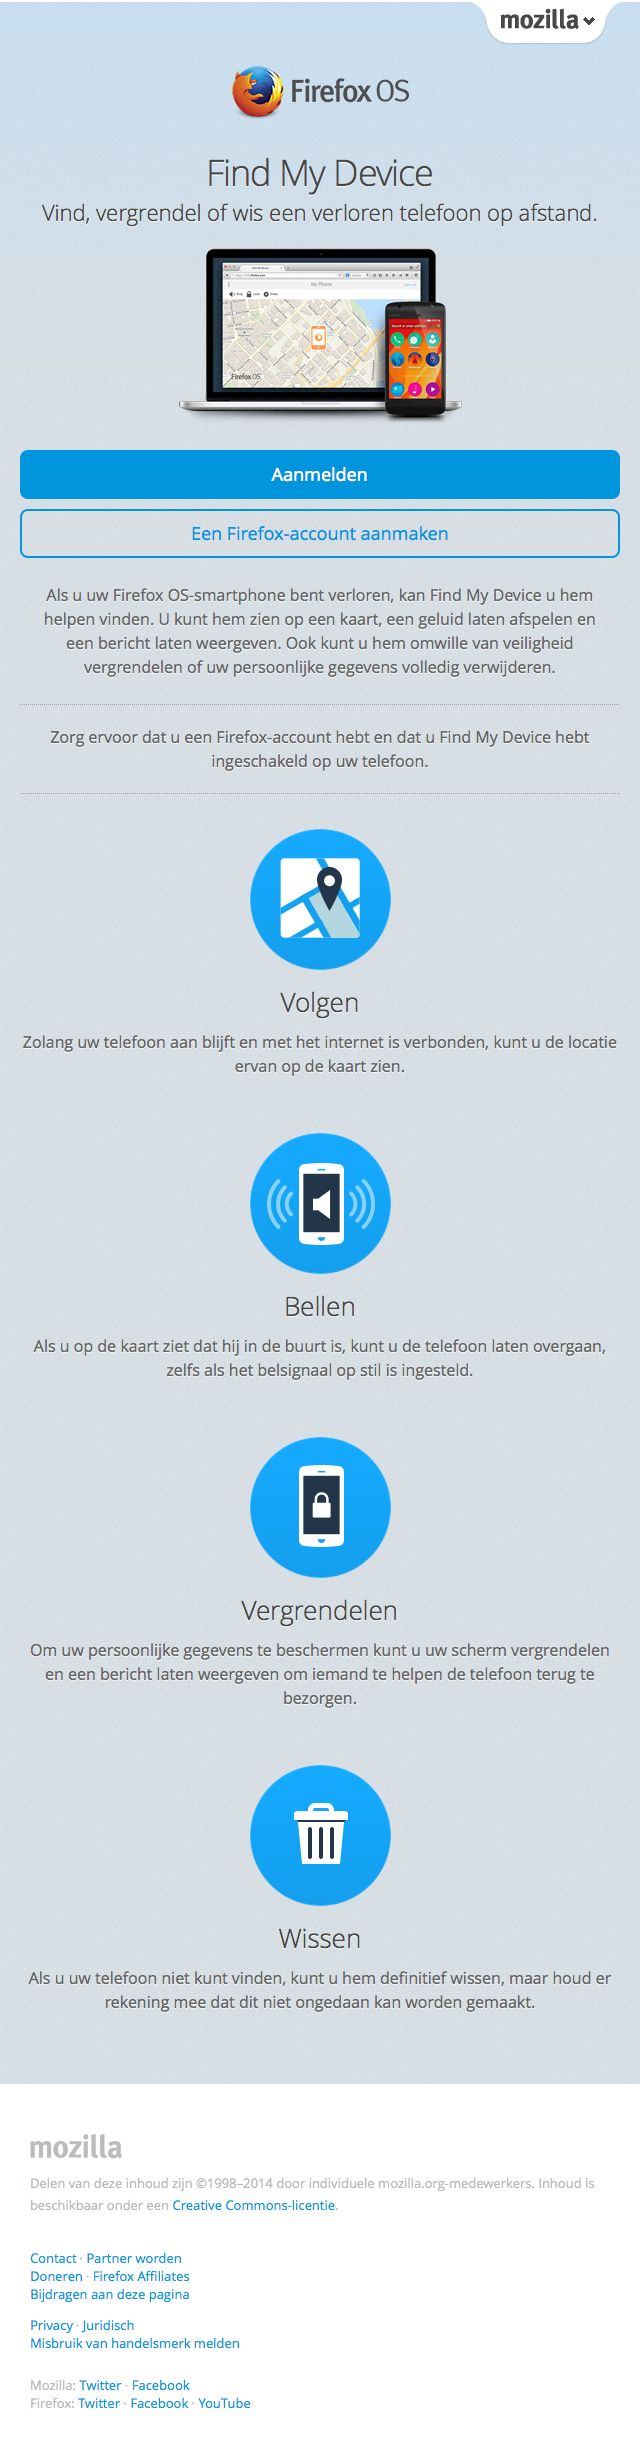 mozilla
Firefox OS
Find My Device
Vind, vergrendel of wis een verloren telefoon op afstand.
My Phone
Firefox OS
Aanmelden
Een Firefox-account aanmaken
Als u uw Firefox OS-smartphone bent verloren, kan Find My Device u hem
helpen vinden. U kunt hem zien op een kaart, een geluid laten afspelen en
een bericht laten weergeven. Ook kunt u hem omwille van veiligheid
vergrendelen of uw persoonlijke gegevens volledig verwijderen.
Zorg ervoor dat u een Firefox-account hebt en dat u Find My Device hebt
ingeschakeld op uw telefoon.
Volgen
Zolang uw telefoon aan blijft en met het internet is verbonden, kunt u de locatie
ervan op de kaart zien.
Bellen
Als u op de kaart ziet dat hij in de buurt is, kunt u de telefoon laten overgaan,
zelfs als het belsignaal op stil is ingesteld.
Vergrendelen
Om uw persoonlijke gegevens te beschermen kunt u uw scherm vergrendelen
en een bericht laten weergeven om iemand te helpen de telefoon terug te
bezorgen.
Wissen
Als u uw telefoon niet kunt vinden, kunt u hem definitief wissen, maar houd er
rekening mee dat dit niet ongedaan kan worden gemaakt.
mozilla
Delen van deze inhoud zijn ©1998–2014 door individuele mozilla.org-medewerkers. Inhoud is
beschikbaar onder een Creative Commons-licentie.
Contact · Partner worden
Doneren · Firefox Affiliates
Bijdragen aan deze pagina
Privacy · Juridisch
Misbruik van handelsmerk melden
Mozilla: Twitter · Facebook
Firefox: Twitter · Facebook · YouTube